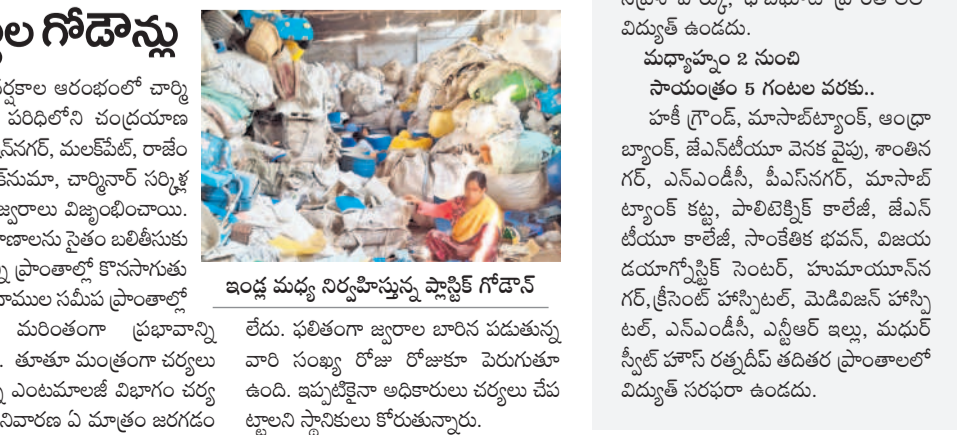 గోడౌన్లు
ఆరంభంలో చార్మి
పరిధిలోని చంద్రయాణ
మలక్‌పేట్, రాజేం
చార్మినార్ సర్కిళ్ల
విజృంభించాయి.
సైతం బలితీసుకు
ప్రాంతాల్లో కొనసాగుతు
సమీప ప్రాంతాల్లో
మరింతగా ప్రభావాన్ని
తూతూ మంత్రంగా చర్యలు
ఎంటమాలజీ విభాగం చర్య
నివారణ ఏ మాత్రం జరగడం
ఇండ్ల మధ్య నిర్వహిస్తున్న ప్లాస్టిక్ గోడౌన్
లేదు. ఫలితంగా జ్వరాల బారిన పడుతున్న
వారి సంఖ్య రోజు రోజుకూ పెరుగుతూ
ఉంది. ఇప్పటికైనా అధికారులు చర్యలు చేప
ట్టాలని స్థానికులు కోరుతున్నారు.
విద్యుత్ ఉండదు.
మధ్యాహ్నం 2 నుంచి
సాయంత్రం 5 గంటల వరకు..
హకీ గ్రౌండ్, మాసాబ్‌ట్యాంక్, ఆంధ్రా
బ్యాంక్, జేఎన్‌టీయూ వెనక వైపు, శాంతిన
గర్, ఎన్ఎండీసీ, పీఎస్‌నగర్, మాసాబ్
ట్యాంక్ కట్ట, పాలిటెక్నిక్ కాలేజీ, జేఎన్
టీయూ కాలేజీ, సాంకేతిక భవన్, విజయ
డయాగ్నోస్టిక్ సెంటర్, హుమాయూన్‌న
గర్,క్రీసెంట్ హాస్పిటల్, మెడివిజన్ హాస్పి
టల్, ఎన్ఎండీసీ, ఎన్టీఆర్ ఇల్లు, మధుర్
స్వీట్ హౌస్ రత్నదీప్ తదితర ప్రాంతాలలో
విద్యుత్ సరఫరా ఉండదు.